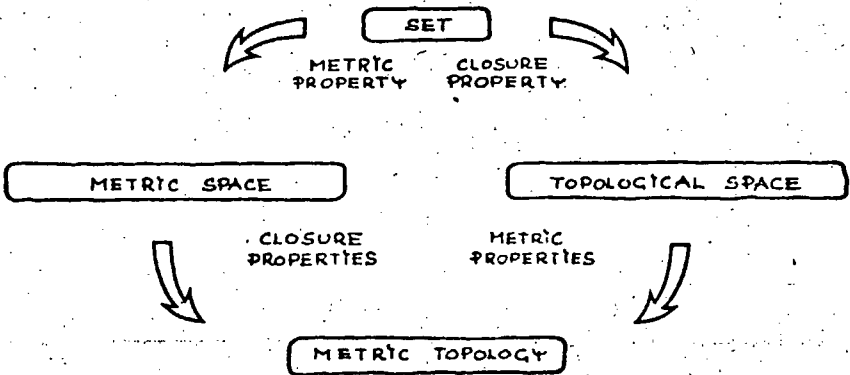 SET
METRIC
PROPERTY
CLOSURE
PROPERTY
METRIC SPACE
TOPOLOGICAL SPACE
CLOSURE
PROPERTIES
METRIC
PROPERTIES
METRIC TOPOLOGY